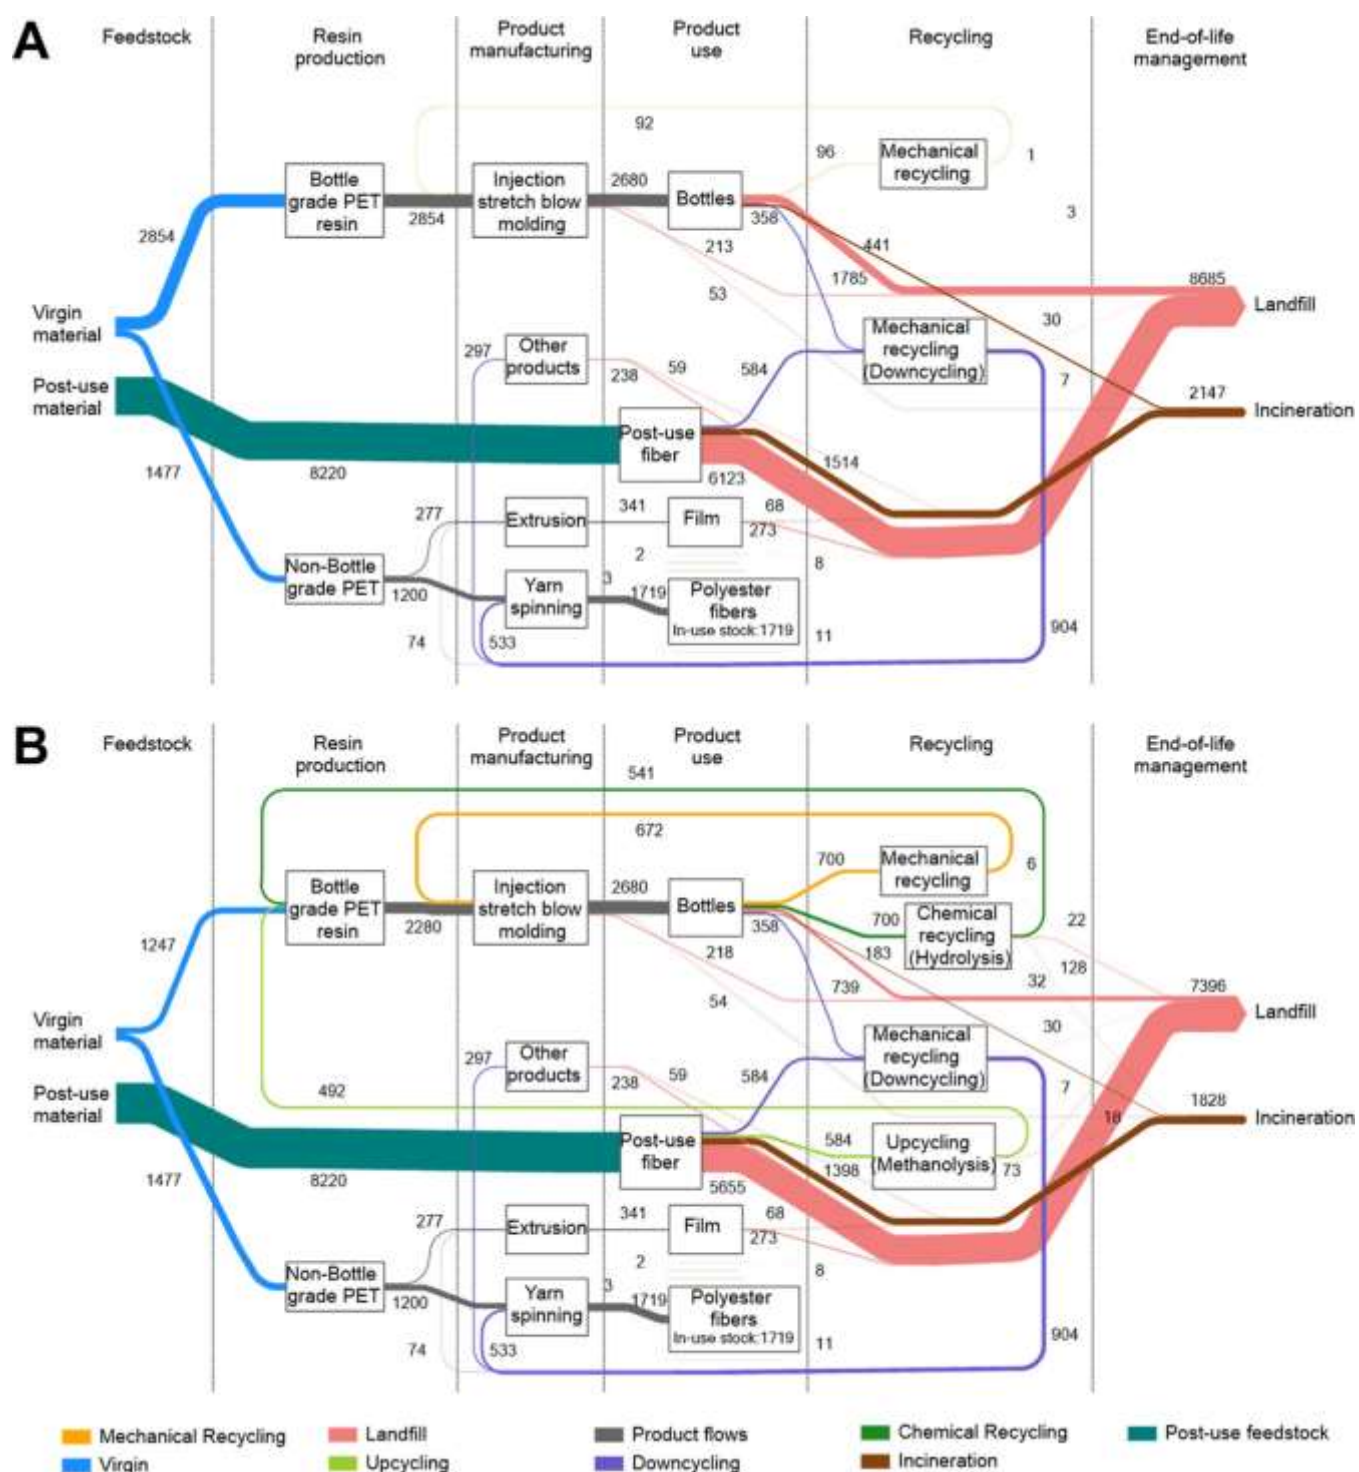 A
Feedstock
Resin
production
Product
manufacturing
Product
use
Recycling
End-of-life
management
92
96
Mechanical
recycling
1
Bottle
grade PET
resin
2854
Injection
stretch blow
molding
2680
Bottles
358
3
2854
213
441
1785
8685
53
Virgin
material
30
Landfill
Mechanical
recycling
(Downcycling)
297
Other
products
59
584
238
7
Post-use
material
2147
Incineration
Post-use
fiber
1477
8220
6123
1514
277
Extrusion
341
Film
68
273
2
8
Non-Bottle
grade PET
1200
Yarn
spinning
3
1719
Polyester
fibers
In-use stock:1719
74
533
11
904
B
Feedstock
Resin
production
Product
manufacturing
Product
use
Recycling
End-of-life
management
541
672
700
Mechanical
recycling
6
Bottle
grade PET
resin
2280
Injection
stretch blow
molding
2680
Bottles
358
700
Chemical
recycling
(Hydrolysis)
22
1247
218
183
128
739
32
7396
54
Virgin
material
30
Landfill
Mechanical
recycling
(Downcycling)
297
Other
products
59
584
238
7
492
Post-use
material
1828
18
Incineration
Post-use
fiber
584
1398
Upcycling
(Methanolysis)
73
1477
8220
5655
277
Extrusion
341
Film
68
273
2
8
Non-Bottle
grade PET
1200
Yarn
spinning
3
1719
Polyester
fibers
In-use stock:1719
74
533
11
904
Mechanical Recycling
Landfill
Product flows
Chemical Recycling
Post-use feedstock
Virgin
Upcycling
Downcycling
Incineration